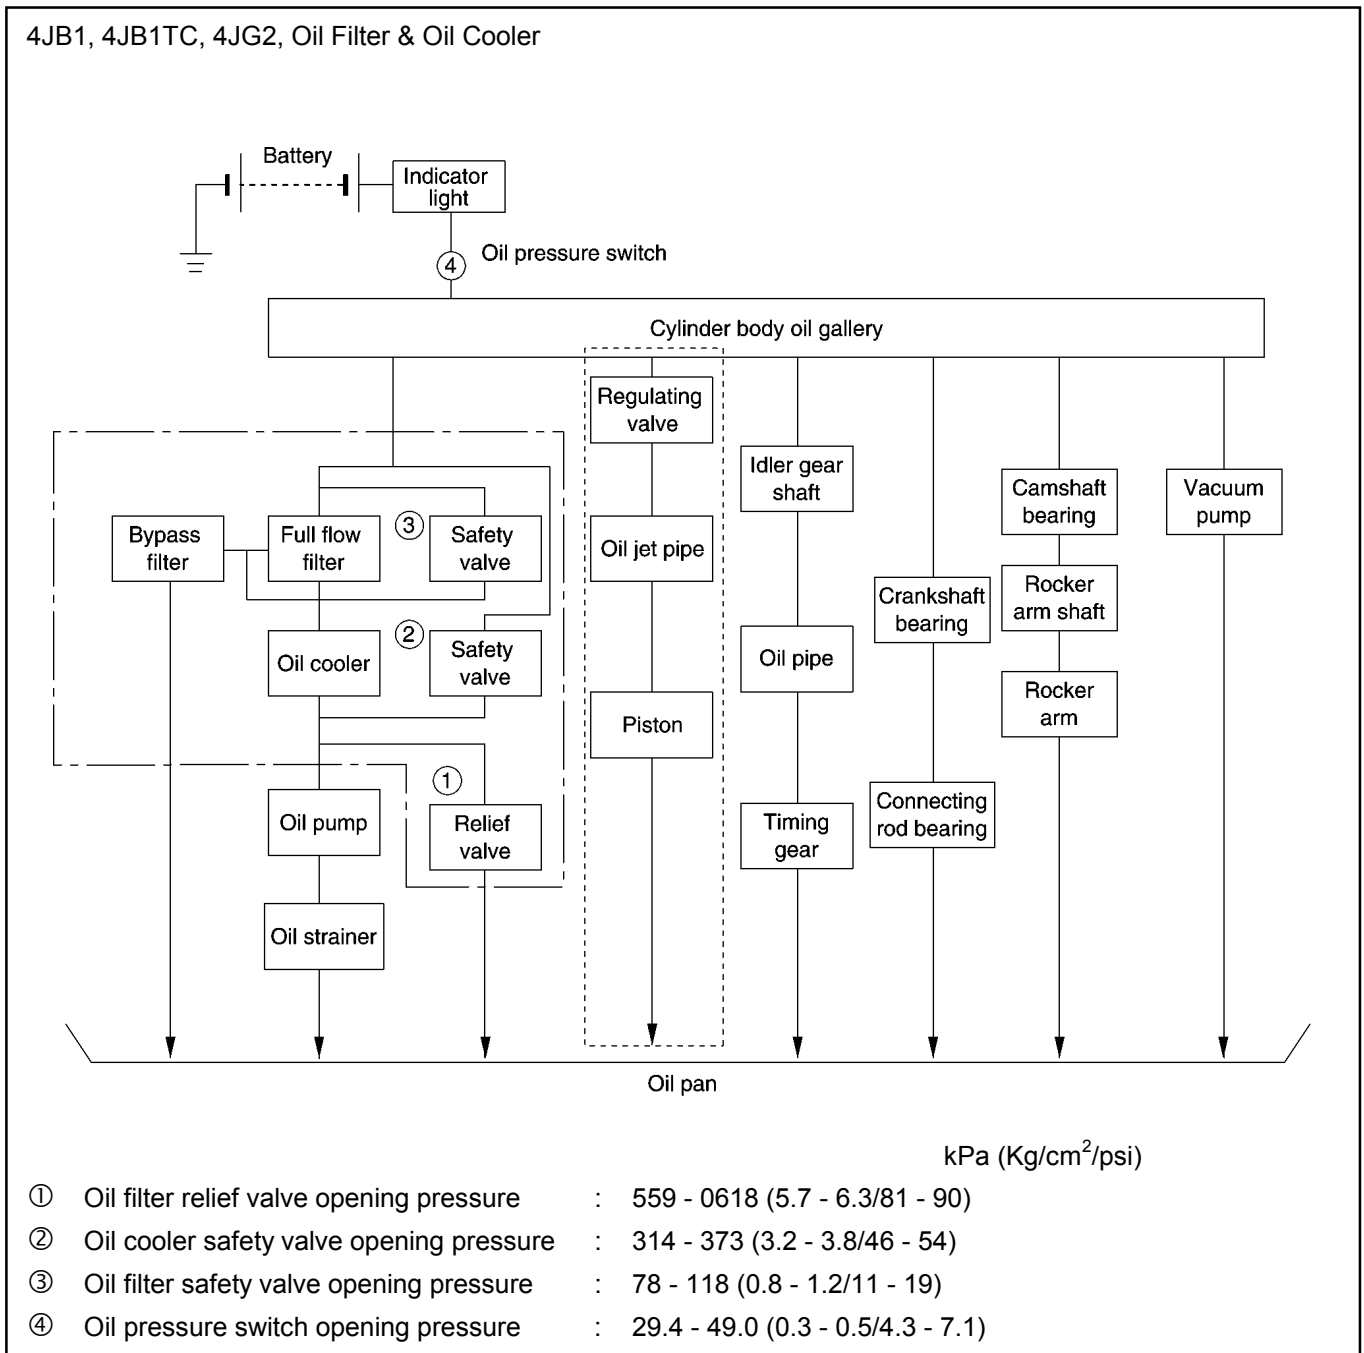 4JB1, 4JB1TC, 4JG2, Oil Filter & Oil Cooler
Battery
Indicator
light
④
Oil pressure switch
Cylinder body oil gallery
Regulating
valve
Idler gear
shaft
Camshaft
bearing
Vacuum
pump
Bypass
filter
Full flow
filter
③
Safety
valve
Oil jet pipe
Crankshaft
bearing
Rocker
arm shaft
Oil cooler
②
Safety
valve
Oil pipe
Rocker
arm
Piston
①
Oil pump
Relief
valve
Timing
gear
Connecting
rod bearing
Oil strainer
Oil pan
kPa (Kg/cm²/psi)
① Oil filter relief valve opening pressure : 559 - 0618 (5.7 - 6.3/81 - 90)
② Oil cooler safety valve opening pressure : 314 - 373 (3.2 - 3.8/46 - 54)
③ Oil filter safety valve opening pressure : 78 - 118 (0.8 - 1.2/11 - 19)
④ Oil pressure switch opening pressure : 29.4 - 49.0 (0.3 - 0.5/4.3 - 7.1)